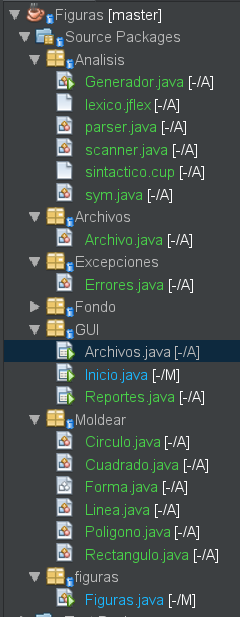 Figuras [master]
Source Packages
Analisis
Generador.java [-/A]
lexico.jflex [-/A]
parser.java [-/A]
scanner.java [-/A]
sintactico.cup [-/A]
sym.java [-/A]
Archivos
Archivo.java [-/A]
Excepciones
Errores.java [-/A]
Fondo
GUI
Archivos.java [-/A]
Inicio.java [-/M]
Reportes.java [-/A]
Moldear
Circulo.java [-/A]
Cuadrado.java [-/A]
Forma.java [-/A]
Linea.java [-/A]
Poligono.java [-/A]
Rectangulo.java [-/A]
figuras
Figuras.java [-/M]